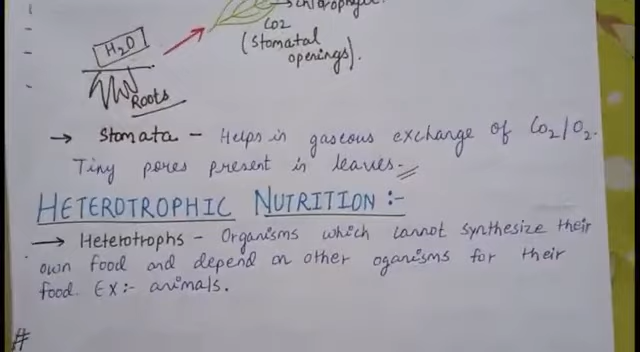 chlorophyll.
CO2
(Stomatal
openings).
H2O
Roots
→ Stomata - Helps in gaseous exchange of CO2/O2.
Tiny pores present in leaves.
HETEROTROPHIC NUTRITION :-
→ Heterotrophs - Organisms which cannot synthesize their
own food and depend on other oganisms for their
food. Ex:- animals.
#